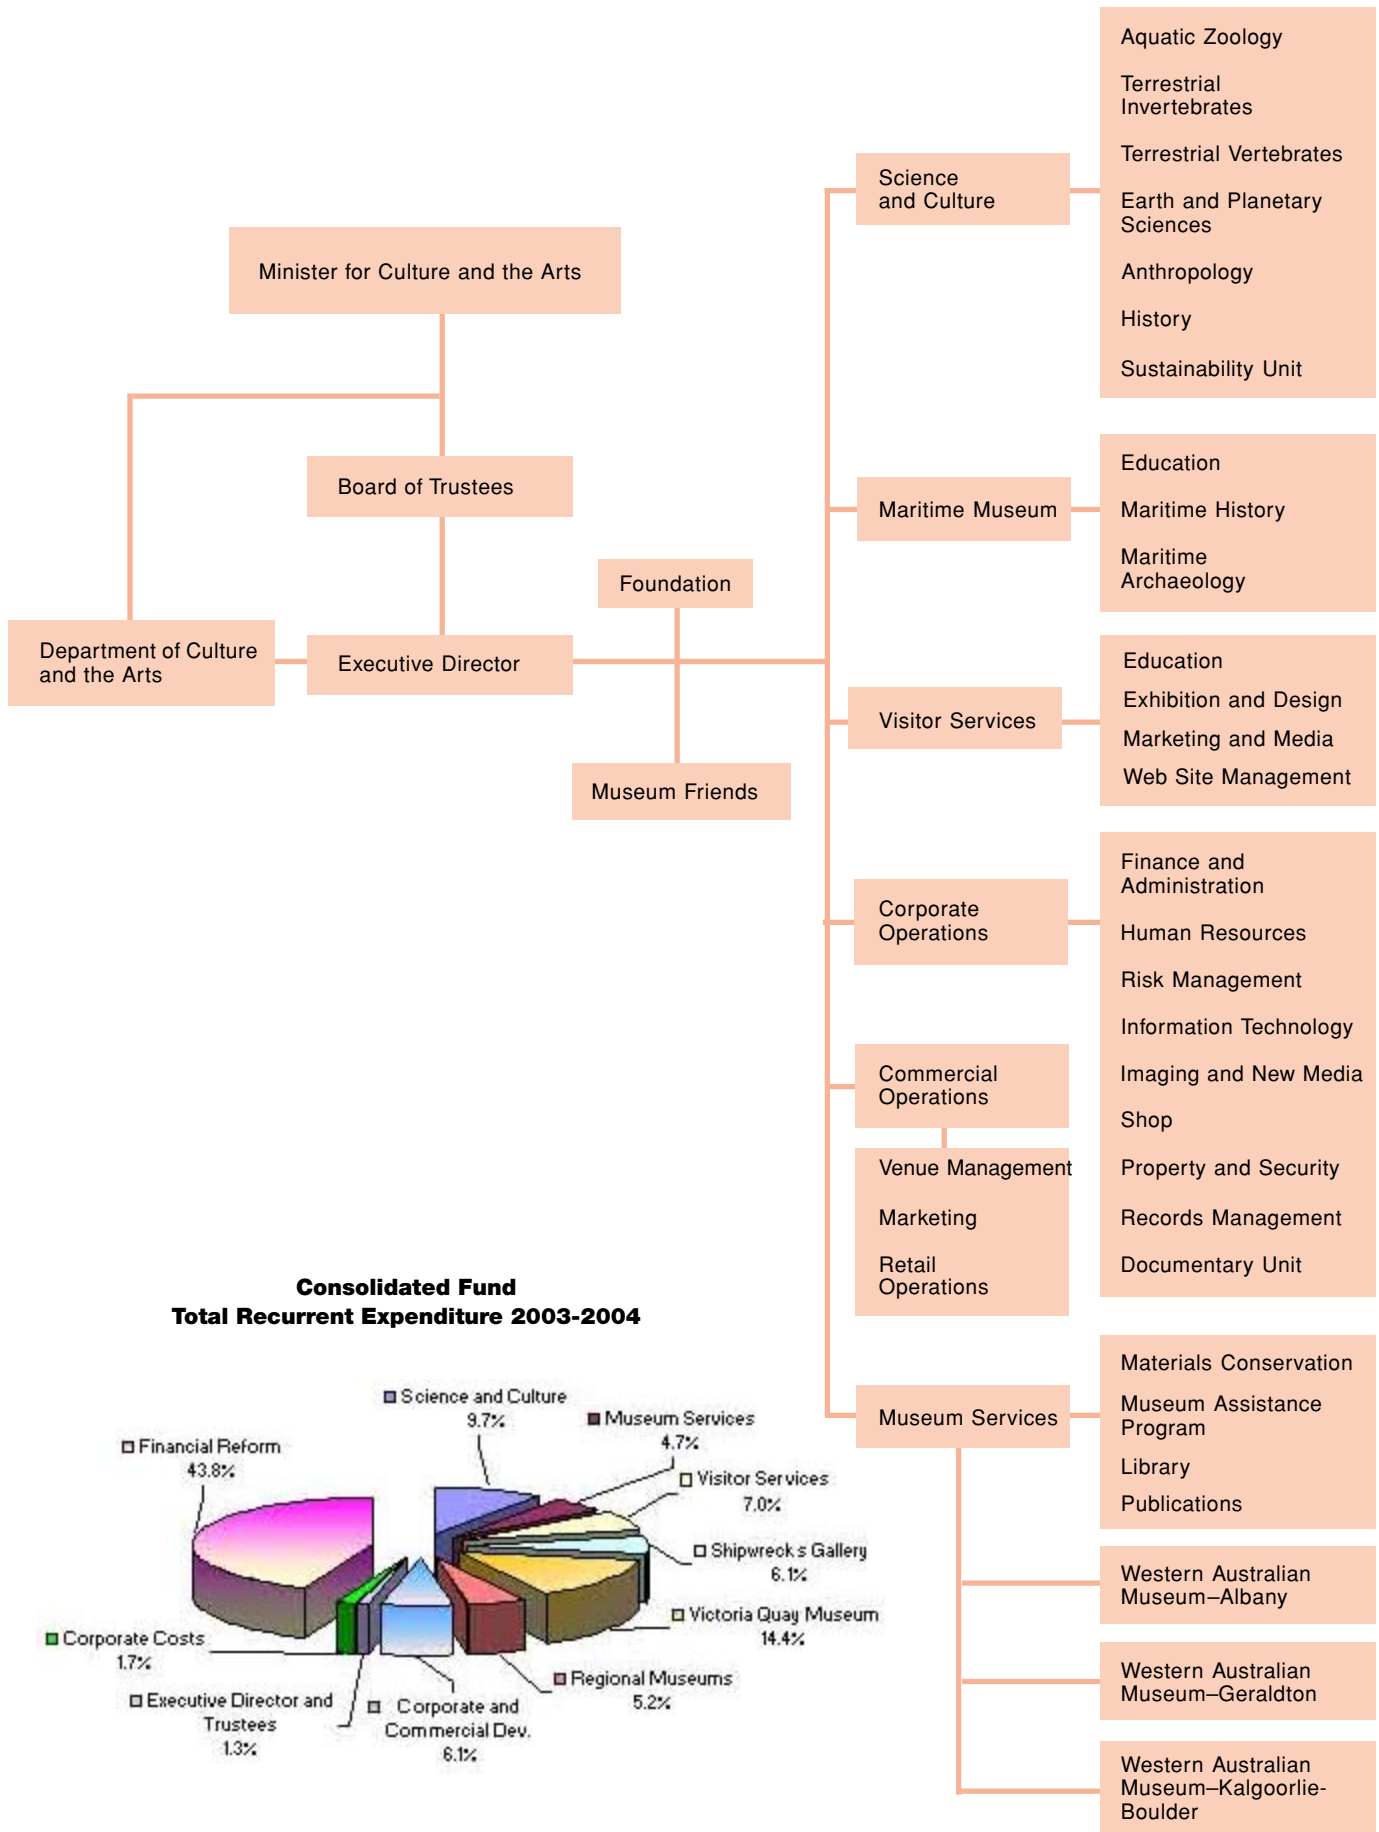 Minister for Culture and the Arts
Board of Trustees
Department of Culture
and the Arts
Executive Director
Foundation
Museum Friends
Science
and Culture
Aquatic Zoology
Terrestrial
Invertebrates
Terrestrial Vertebrates
Earth and Planetary
Sciences
Anthropology
History
Sustainability Unit
Maritime Museum
Education
Maritime History
Maritime
Archaeology
Visitor Services
Education
Exhibition and Design
Marketing and Media
Web Site Management
Corporate
Operations
Finance and
Administration
Human Resources
Risk Management
Information Technology
Imaging and New Media
Shop
Property and Security
Records Management
Documentary Unit
Commercial
Operations
Venue Management
Marketing
Retail
Operations
Museum Services
Materials Conservation
Museum Assistance
Program
Library
Publications
Western Australian
Museum–Albany
Western Australian
Museum–Geraldton
Western Australian
Museum–Kalgoorlie-
Boulder
Consolidated Fund
Total Recurrent Expenditure 2003-2004
Science and Culture
9.7%
Museum Services
4.7%
Visitor Services
7.0%
Shipwrecks Gallery
6.1%
Victoria Quay Museum
14.4%
Regional Museums
5.2%
Corporate and
Commercial Dev.
6.1%
Executive Director and
Trustees
1.3%
Corporate Costs
1.7%
Financial Reform
43.8%